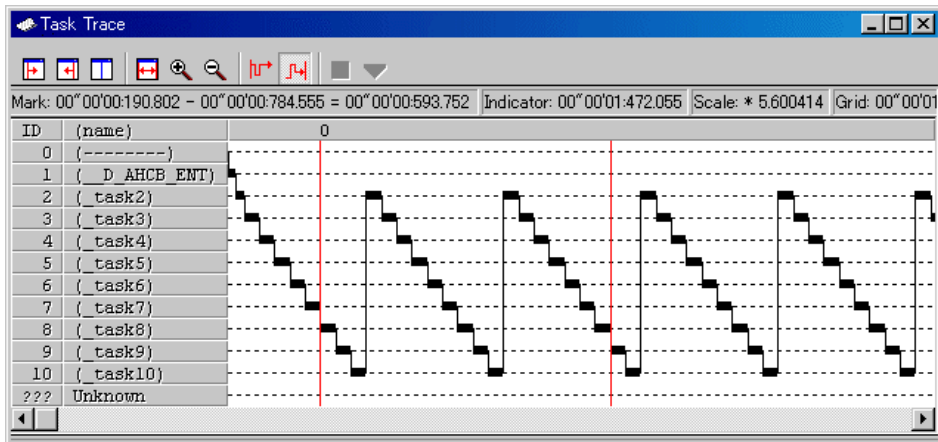 Task Trace
Mark: 00"00'00:190.802 - 00"00'00:784.555 = 00"00'00:593.752 Indicator: 00"00'01:472.055 Scale: * 5.600414 Grid: 00"00'01
ID (name) 0
0 (--------)
1 (__D_AHCB_ENT)
2 (_task2)
3 (_task3)
4 (_task4)
5 (_task5)
6 (_task6)
7 (_task7)
8 (_task8)
9 (_task9)
10 (_task10)
??? Unknown